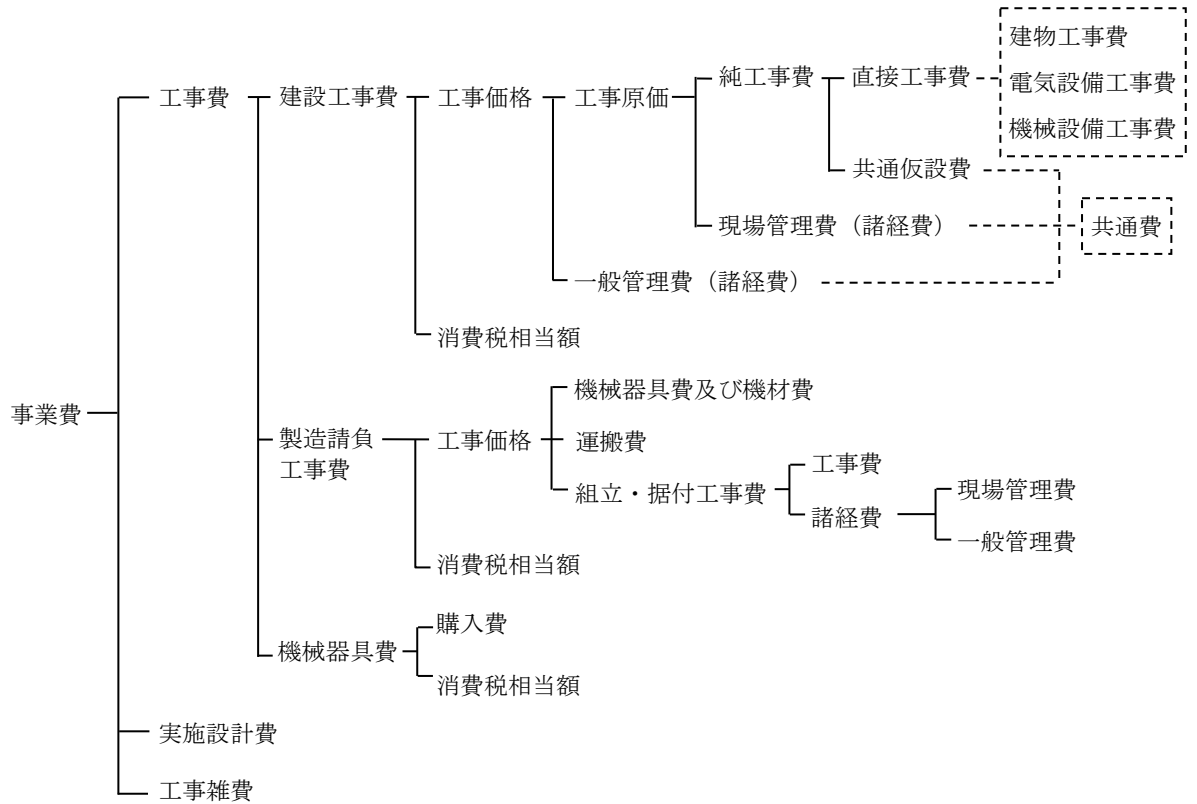 建物工事費
電気設備工事費
機械設備工事費
工事費
建設工事費
工事価格
工事原価
純工事費
直接工事費
共通仮設費
現場管理費（諸経費）
共通費
一般管理費（諸経費）
消費税相当額
事業費
製造請負
工事費
工事価格
機械器具費及び機材費
運搬費
組立・据付工事費
工事費
諸経費
現場管理費
一般管理費
消費税相当額
機械器具費
購入費
消費税相当額
実施設計費
工事雑費